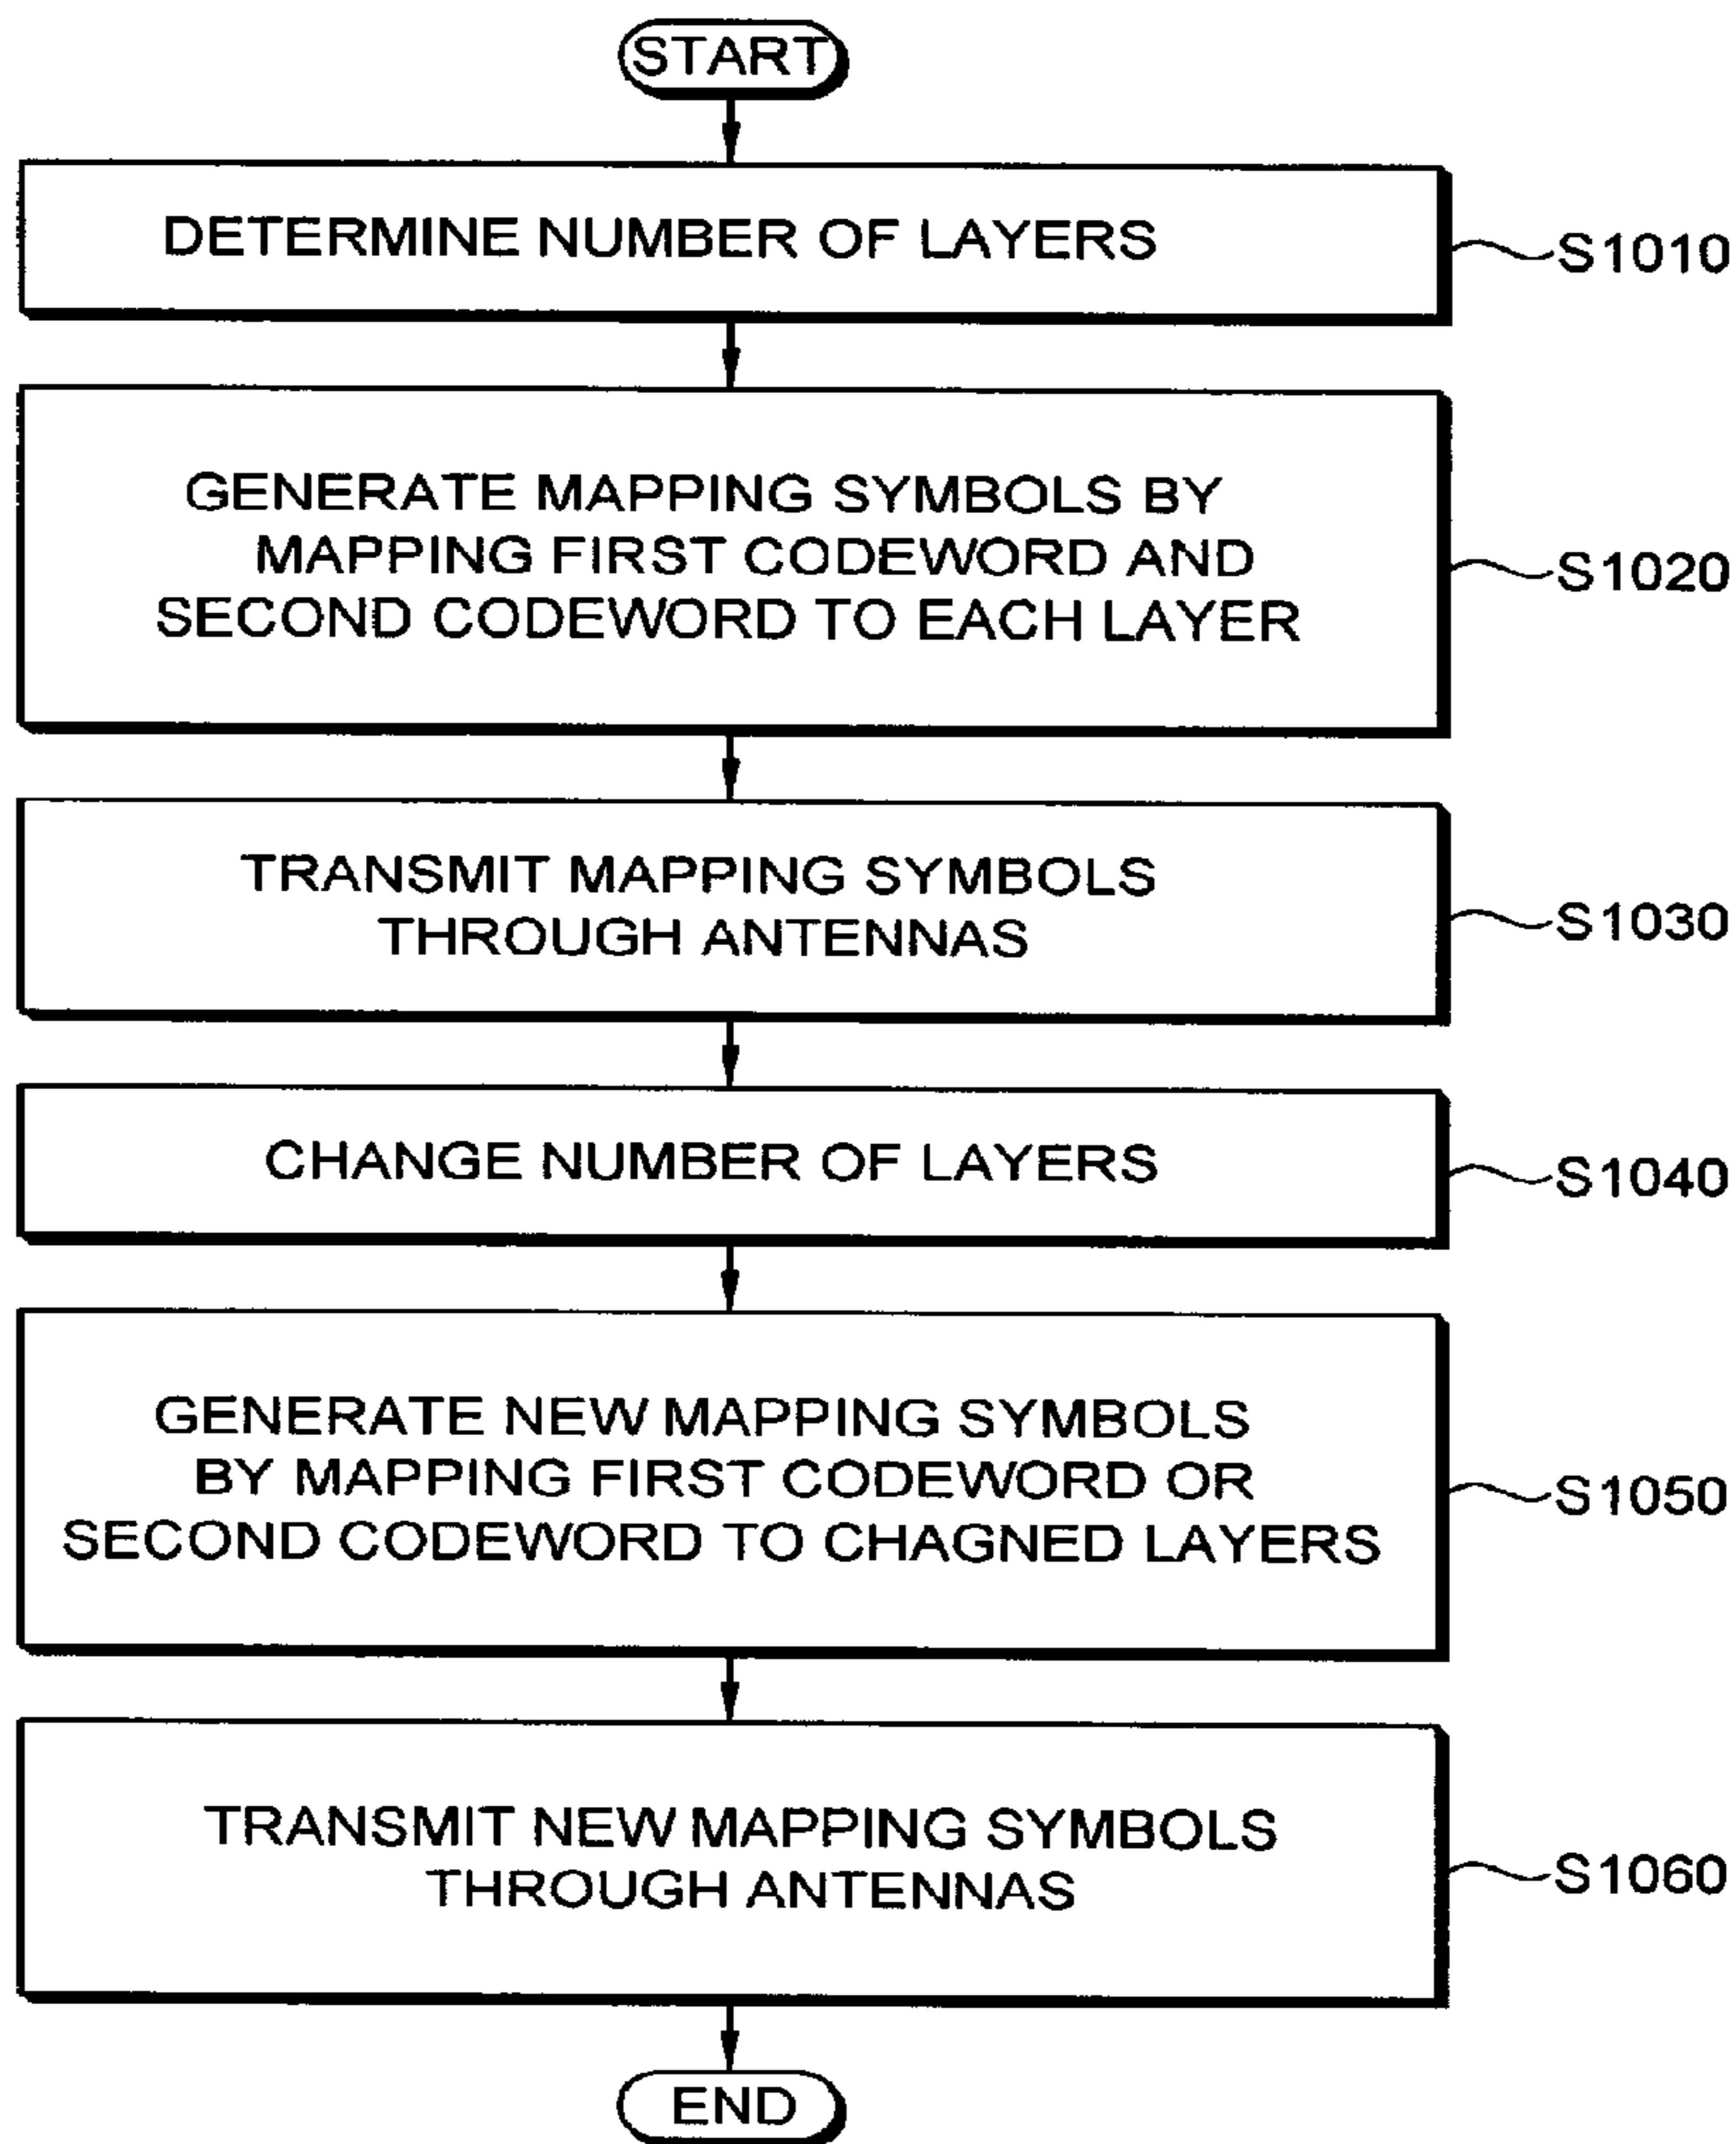 START
DETERMINE NUMBER OF LAYERS
S1010
GENERATE MAPPING SYMBOLS BY
MAPPING FIRST CODEWORD AND
SECOND CODEWORD TO EACH LAYER
S1020
TRANSMIT MAPPING SYMBOLS
THROUGH ANTENNAS
S1030
CHANGE NUMBER OF LAYERS
S1040
GENERATE NEW MAPPING SYMBOLS
BY MAPPING FIRST CODEWORD OR
SECOND CODEWORD TO CHAGNED LAYERS
S1050
TRANSMIT NEW MAPPING SYMBOLS
THROUGH ANTENNAS
S1060
END